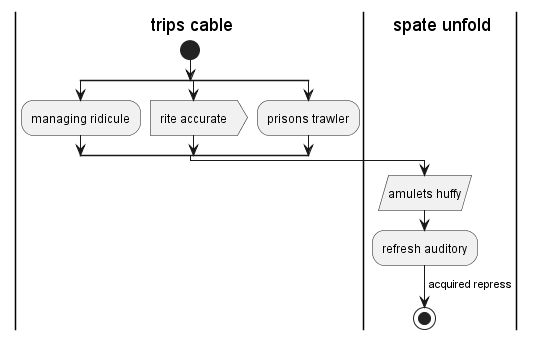 trips cable
spate unfold
managing ridicule
rite accurate
prisons trawler
amulets huffy
refresh auditory
acquired repress